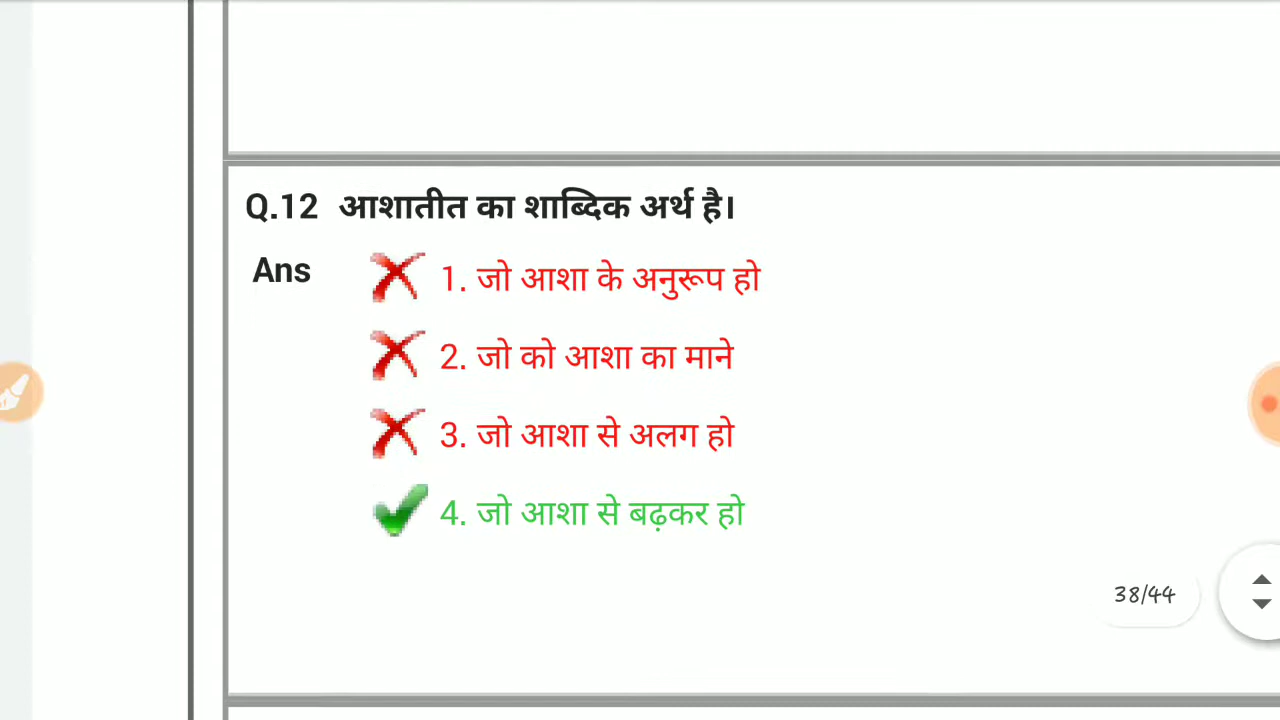 Q.12 आशातीत का शाब्दिक अर्थ है।
Ans 1. जो आशा के अनुरूप हो
2. जो को आशा का माने
3. जो आशा से अलग हो
4. जो आशा से बढ़कर हो
38/44